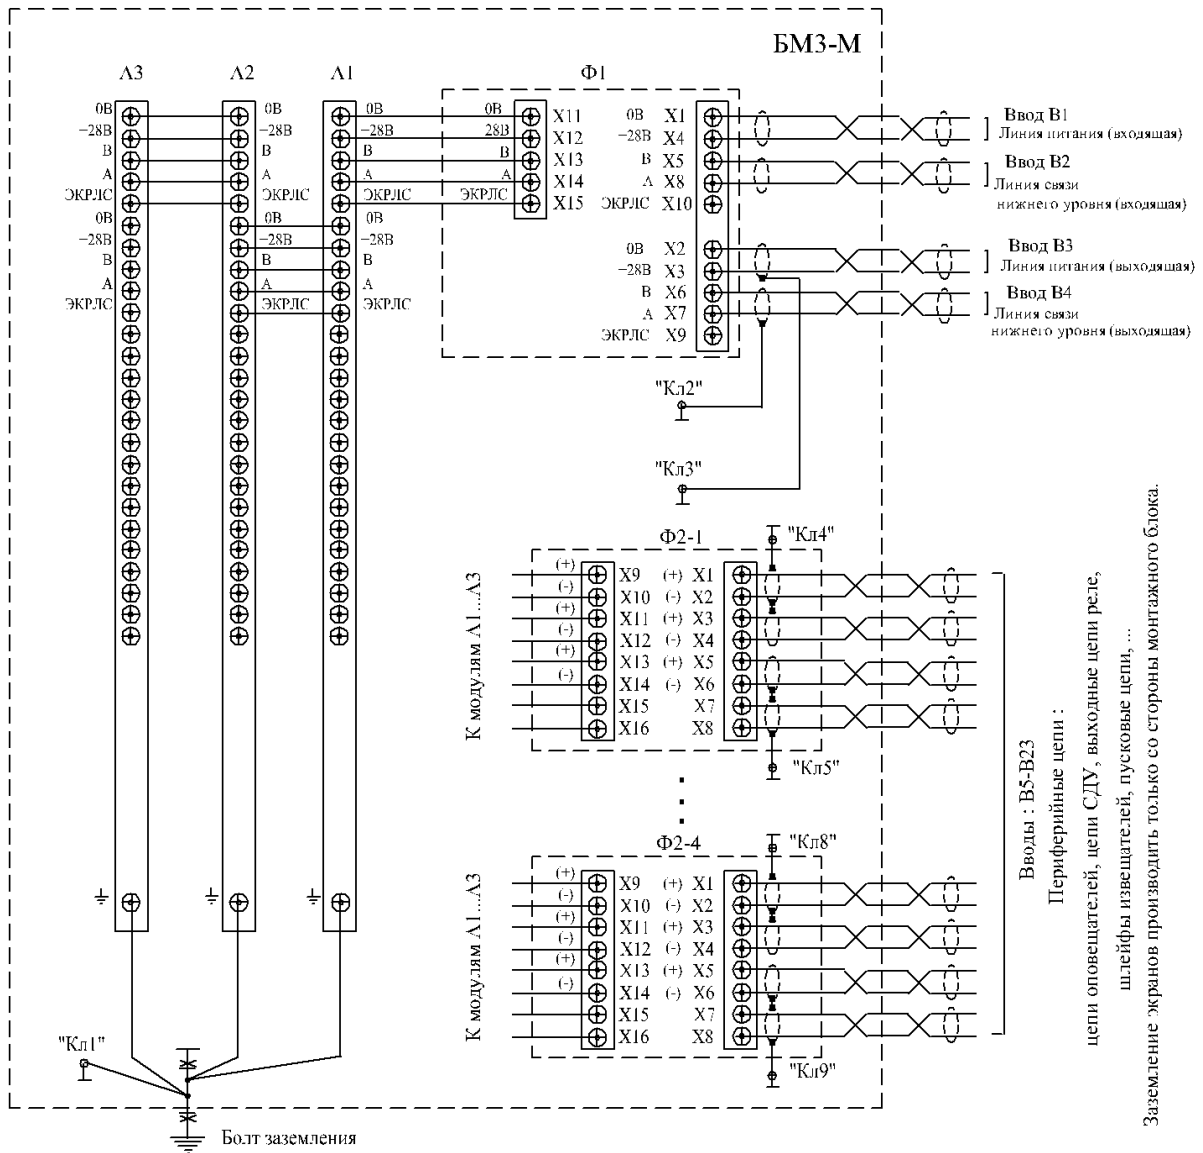 БМЗ-М
А3 А2 А1 Ф1
0В 0В 0В 0В X11 0В X1 Ввод В1
−28В −28В −28В 28В X12 −28В X4 Линия питания (входящая)
В В В В X13 В X5 Ввод В2
А А А А X14 А X8 Линия связи
ЭКРЛС ЭКРЛС ЭКРЛС ЭКРЛС X15 ЭКРЛС X10 нижнего уровня (входящая)
0В 0В 0В 0В X2 Ввод В3
−28В −28В −28В −28В X3 Линия питания (выходящая)
В В В В X6 Ввод В4
А А А А X7 Линия связи
ЭКРЛС ЭКРЛС ЭКРЛС ЭКРЛС X9 нижнего уровня (выходящая)
"Кл2"
"Кл3"
Ф2-1 "Кл4"
К модулям А1...А3
(+) X9 (+) X1
(-) X10 (-) X2
(+) X11 (+) X3
(-) X12 (-) X4
(+) X13 (+) X5
(-) X14 (-) X6
X15 X7
X16 X8
"Кл5"
Ф2-4 "Кл8"
К модулям А1...А3
(+) X9 (+) X1
(-) X10 (-) X2
(+) X11 (+) X3
(-) X12 (-) X4
(+) X13 (+) X5
(-) X14 (-) X6
X15 X7
X16 X8
"Кл9"
Вводы : В5-В23
Периферийные цепи :
цепи оповещателей, цепи СДУ, выходные цепи реле,
шлейфы извещателей, пусковые цепи, ...
Заземление экранов производить только со стороны монтажного блока.
"Кл1"
Болт заземления